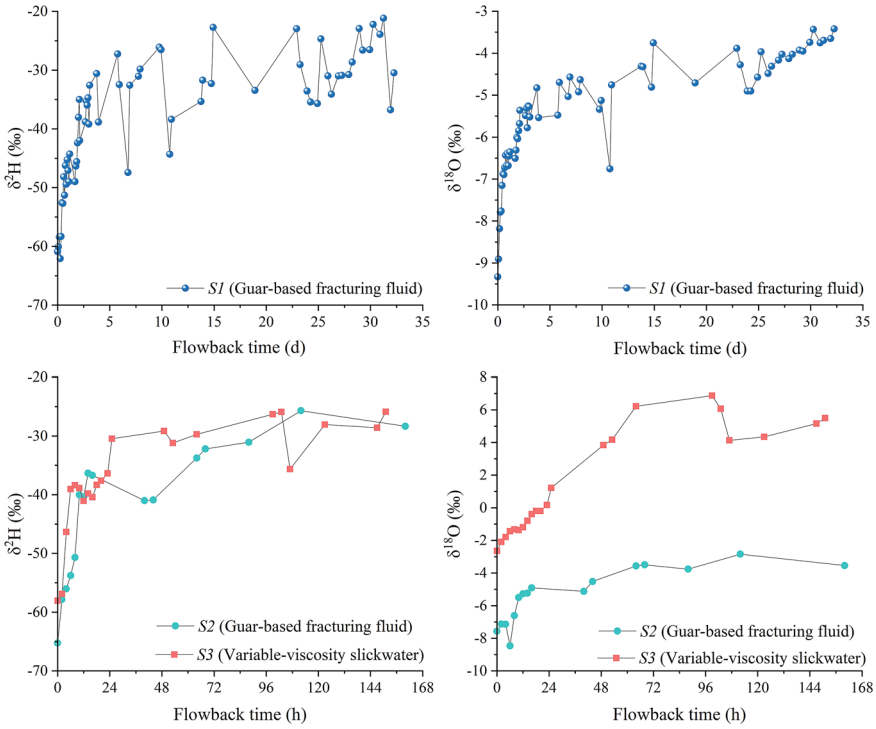 -20
-30
-40
-50
-60
-70
δ²H (‰)
S1 (Guar-based fracturing fluid)
0 5 10 15 20 25 30 35
Flowback time (d)
-3
-4
-5
-6
-7
-8
-9
-10
δ¹⁸O (‰)
S1 (Guar-based fracturing fluid)
0 5 10 15 20 25 30 35
Flowback time (d)
-20
-30
-40
-50
-60
-70
δ²H (‰)
S2 (Guar-based fracturing fluid)
S3 (Variable-viscosity slickwater)
0 24 48 72 96 120 144 168
Flowback time (h)
8
6
4
2
0
-2
-4
-6
-8
-10
δ¹⁸O (‰)
S2 (Guar-based fracturing fluid)
S3 (Variable-viscosity slickwater)
0 24 48 72 96 120 144 168
Flowback time (h)